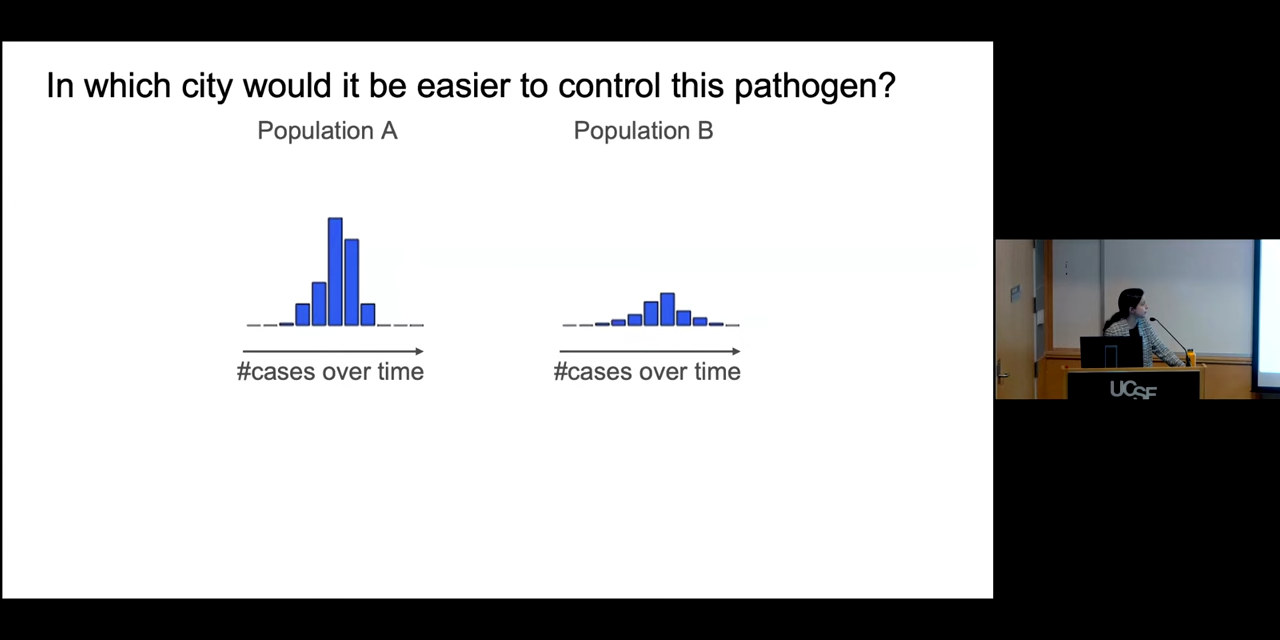 In which city would it be easier to control this pathogen?
Population A
Population B
#cases over time
#cases over time
UCSF